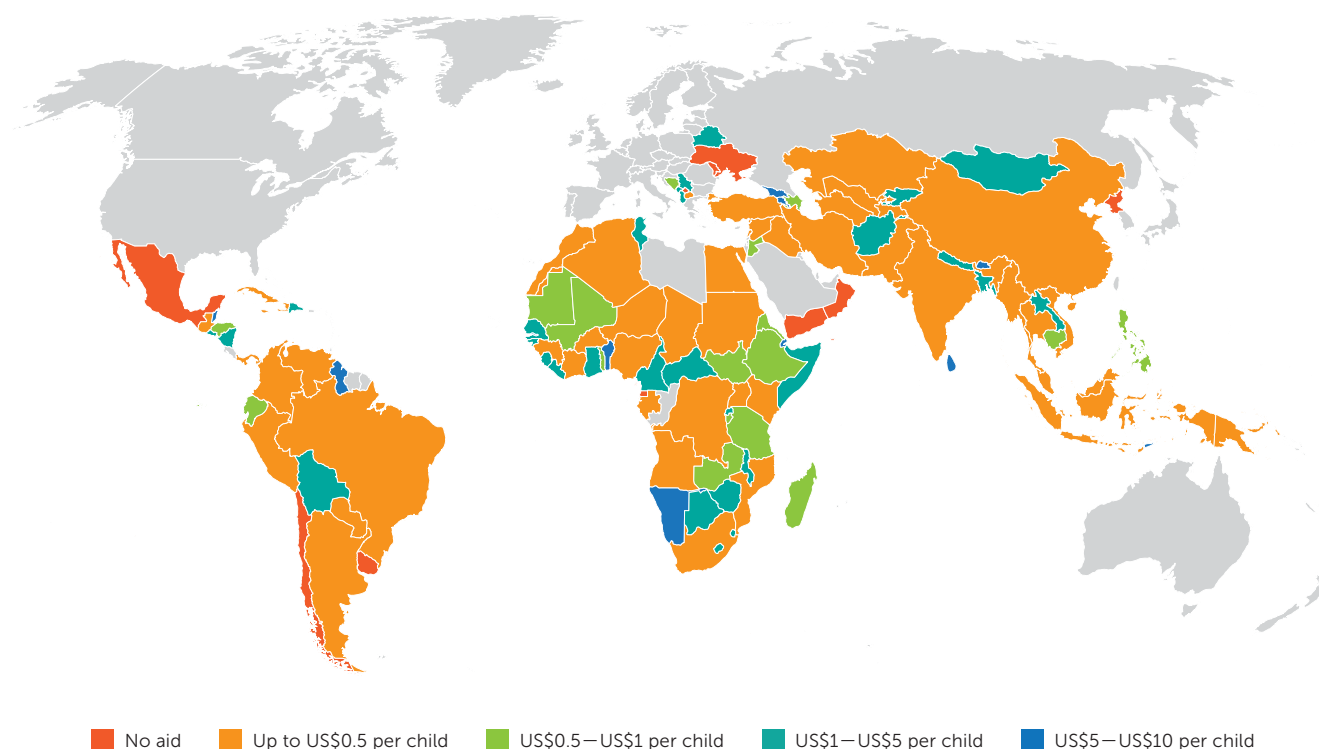 No aid
Up to US$0.5 per child
US$0.5—US$1 per child
US$1—US$5 per child
US$5—US$10 per child